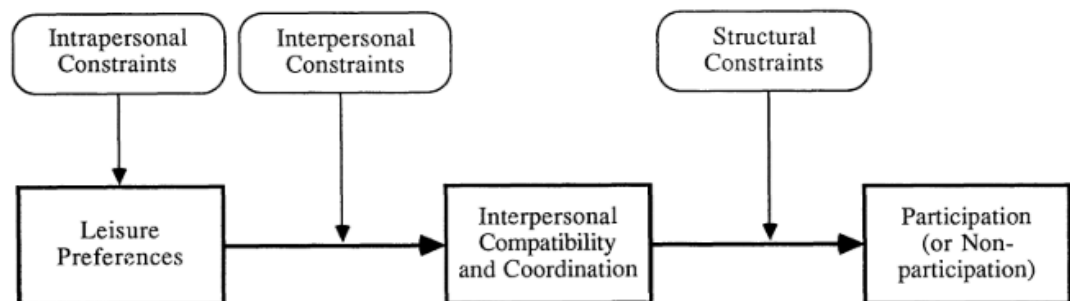 Intrapersonal
Constraints
Interpersonal
Constraints
Structural
Constraints
Leisure
Preferences
Interpersonal
Compatibility
and Coordination
Participation
(or Non-
participation)